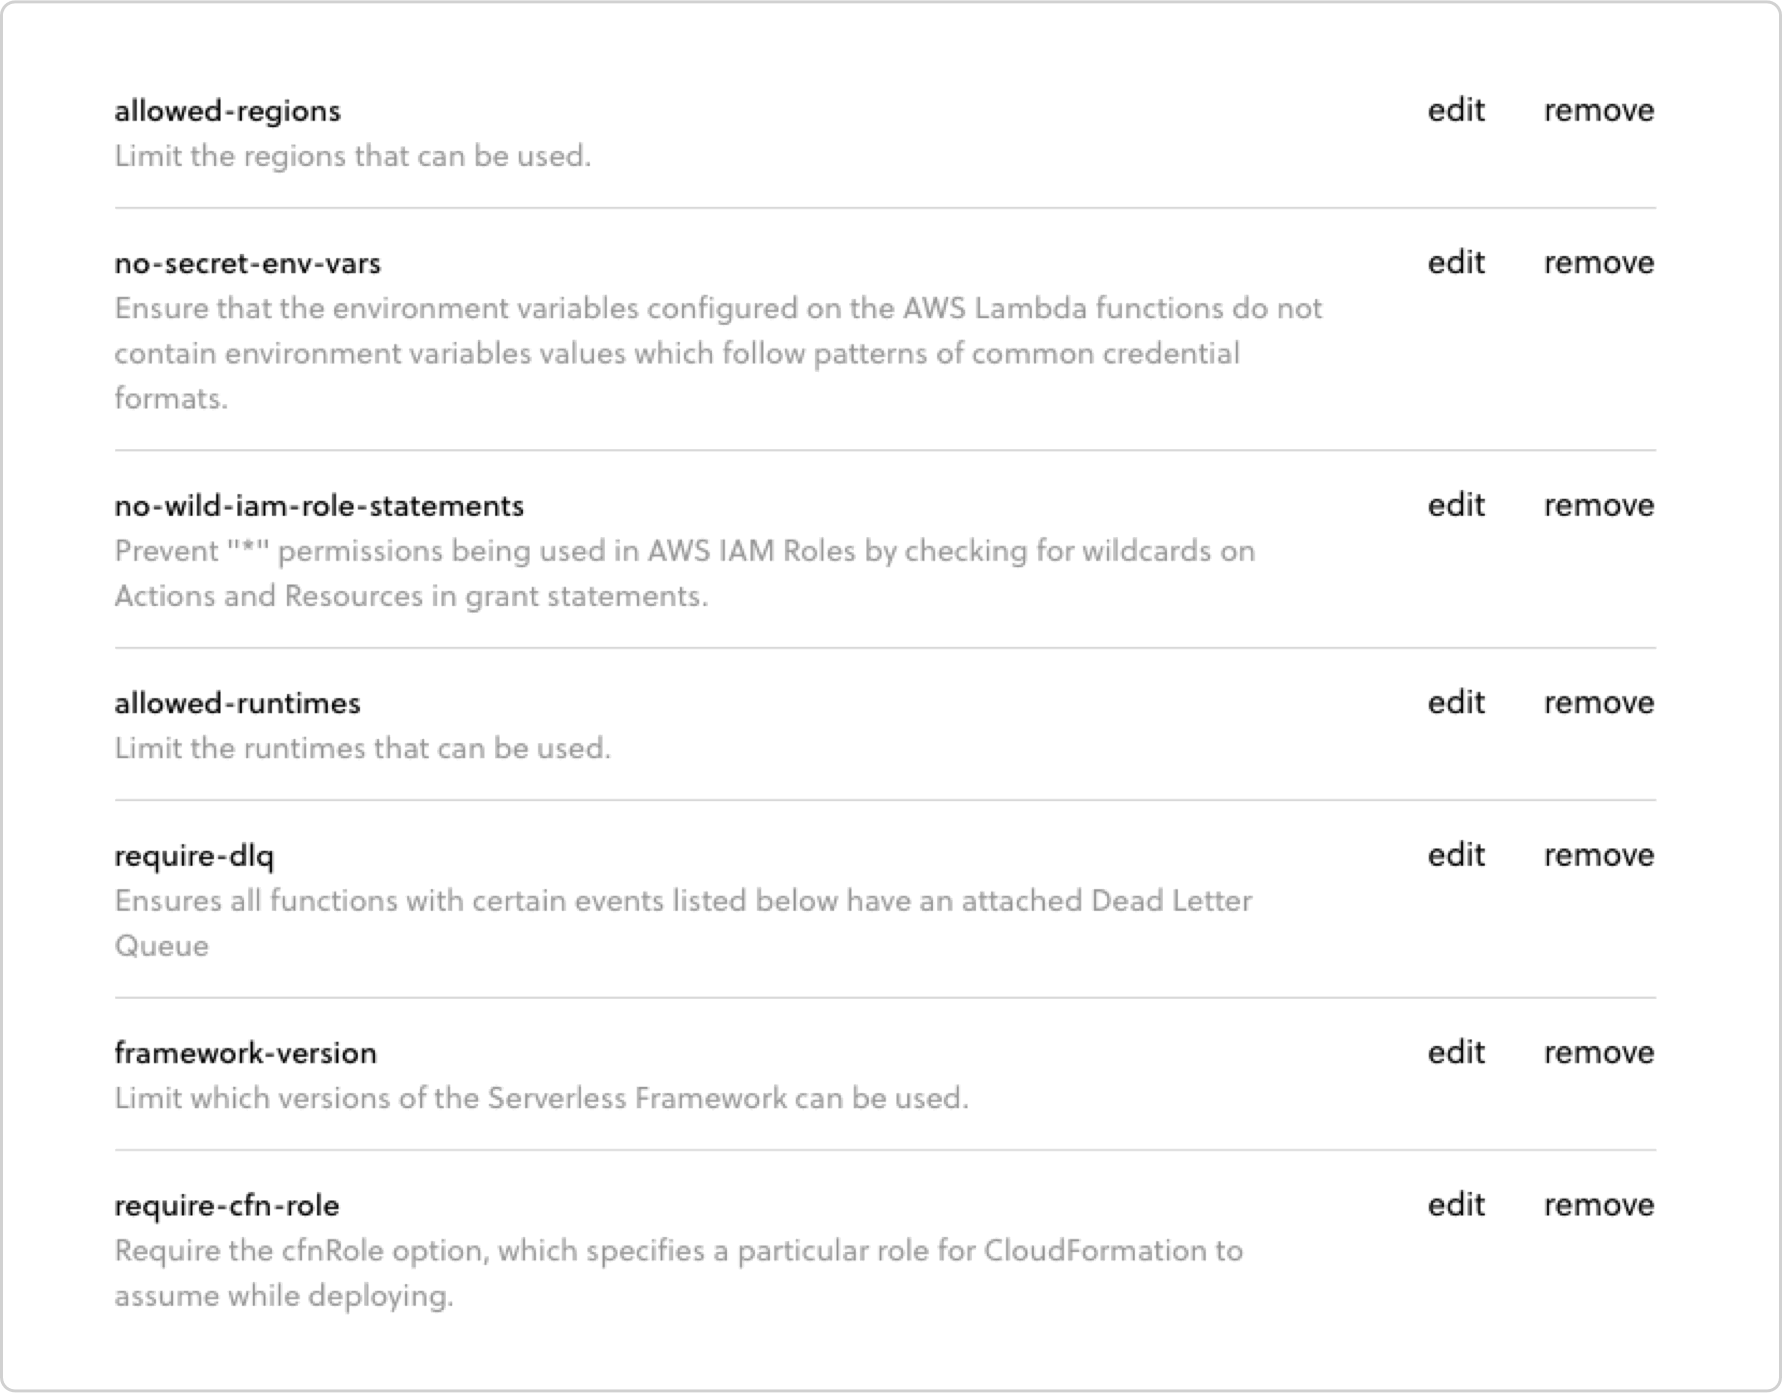 allowed-regions
edit remove
Limit the regions that can be used.
no-secret-env-vars
edit remove
Ensure that the environment variables configured on the AWS Lambda functions do not
contain environment variables values which follow patterns of common credential
formats.
no-wild-iam-role-statements
edit remove
Prevent "*" permissions being used in AWS IAM Roles by checking for wildcards on
Actions and Resources in grant statements.
allowed-runtimes
edit remove
Limit the runtimes that can be used.
require-dlq
edit remove
Ensures all functions with certain events listed below have an attached Dead Letter
Queue
framework-version
edit remove
Limit which versions of the Serverless Framework can be used.
require-cfn-role
edit remove
Require the cfnRole option, which specifies a particular role for CloudFormation to
assume while deploying.